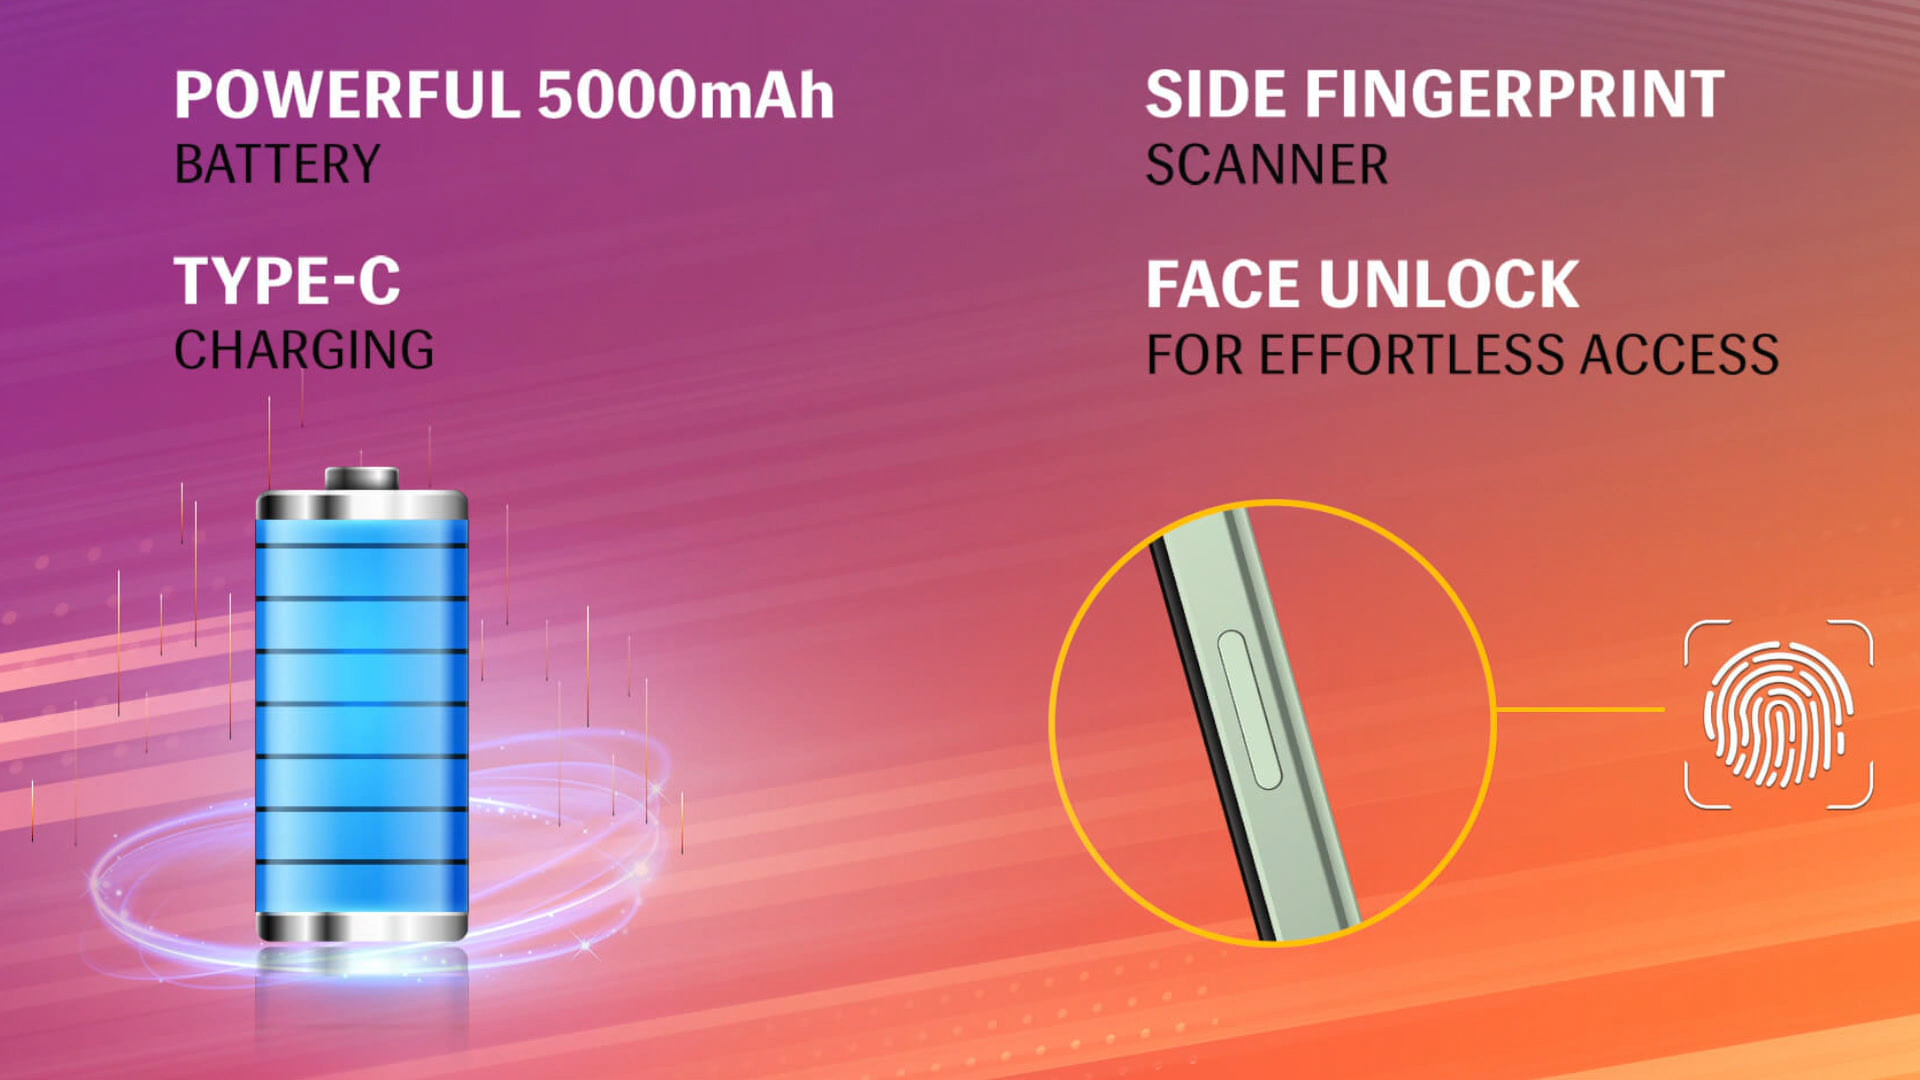 POWERFUL 5000mAh
BATTERY
TYPE-C
CHARGING
SIDE FINGERPRINT
SCANNER
FACE UNLOCK
FOR EFFORTLESS ACCESS